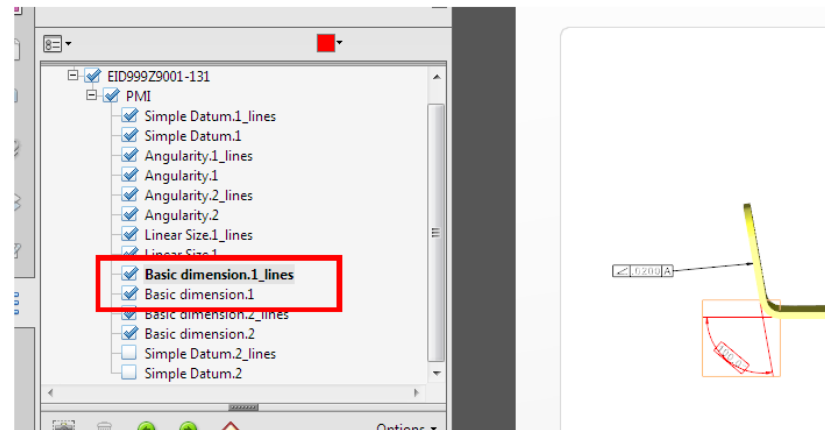 EID999Z9001-131
PMI
Simple Datum.1_lines
Simple Datum.1
Angularity.1_lines
Angularity.1
Angularity.2_lines
Angularity.2
Linear Size.1_lines
Linear Size.1
Basic dimension.1_lines
Basic dimension.1
Basic dimension.2_lines
Basic dimension.2
Simple Datum.2_lines
Simple Datum.2
Options
.0200 A